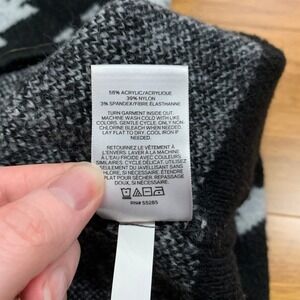 58% ACRYLIC/ACRYLIQUE
39% NYLON
3% SPANDEX/FIBRE ÉLASTHANNE
TURN GARMENT INSIDE OUT.
MACHINE WASH COLD WITH LIKE
COLORS. GENTLE CYCLE. ONLY NON-
CHLORINE BLEACH WHEN NEEDED.
LAY FLAT TO DRY. COOL IRON IF
NEEDED.
RETOURNEZ LE VÊTEMENT À
L'ENVERS. LAVER À LA MACHINE
À L'EAU FROIDE AVEC COULEURS
SIMILAIRES. CYCLE DÉLICAT. UTILISEZ
SEULEMENT DU JAVELLISANT SANS
CHLORE, SI NÉCESSAIRE. SÉCHER
À PLAT. REPASSAGE
DOUX, SI NÉCESSAIRE.
RN# 55285